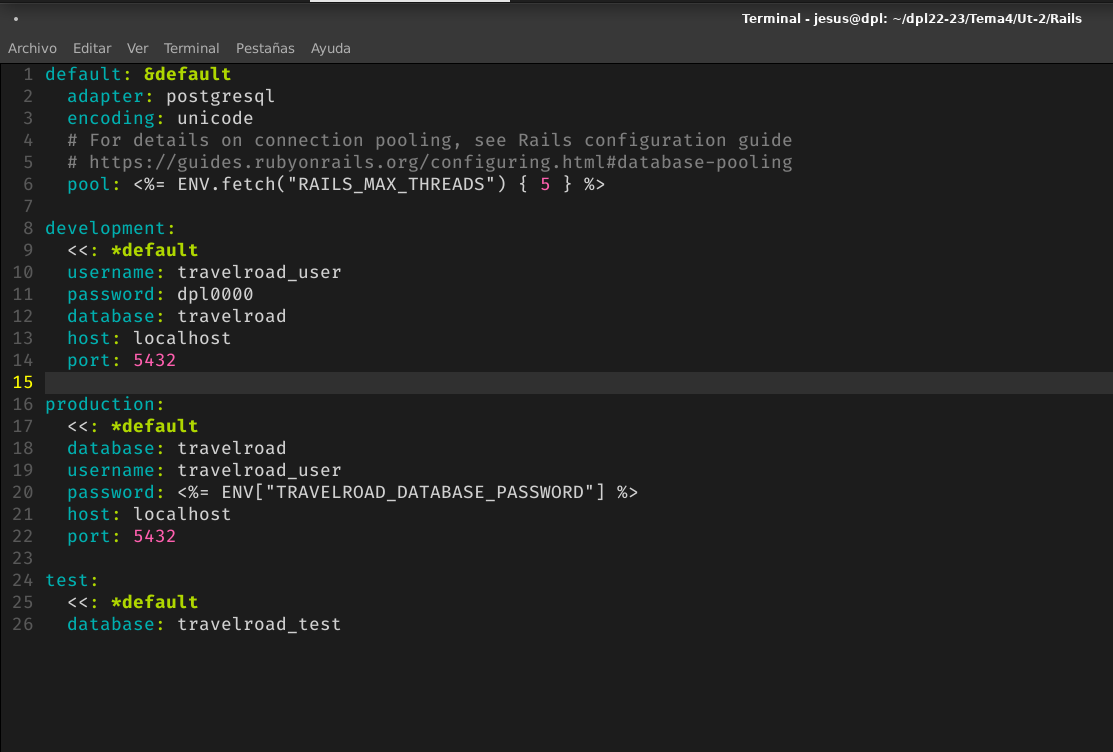 Terminal - jesus@dpl: ~/dpl22-23/Tema4/Ut-2/Rails
Archivo Editar Ver Terminal Pestañas Ayuda
1 default: &default
2   adapter: postgresql
3   encoding: unicode
4   # For details on connection pooling, see Rails configuration guide
5   # https://guides.rubyonrails.org/configuring.html#database-pooling
6   pool: <%= ENV.fetch("RAILS_MAX_THREADS") { 5 } %>
7
8 development:
9   <<: *default
10   username: travelroad_user
11   password: dpl0000
12   database: travelroad
13   host: localhost
14   port: 5432
15
16 production:
17   <<: *default
18   database: travelroad
19   username: travelroad_user
20   password: <%= ENV["TRAVELROAD_DATABASE_PASSWORD"] %>
21   host: localhost
22   port: 5432
23
24 test:
25   <<: *default
26   database: travelroad_test